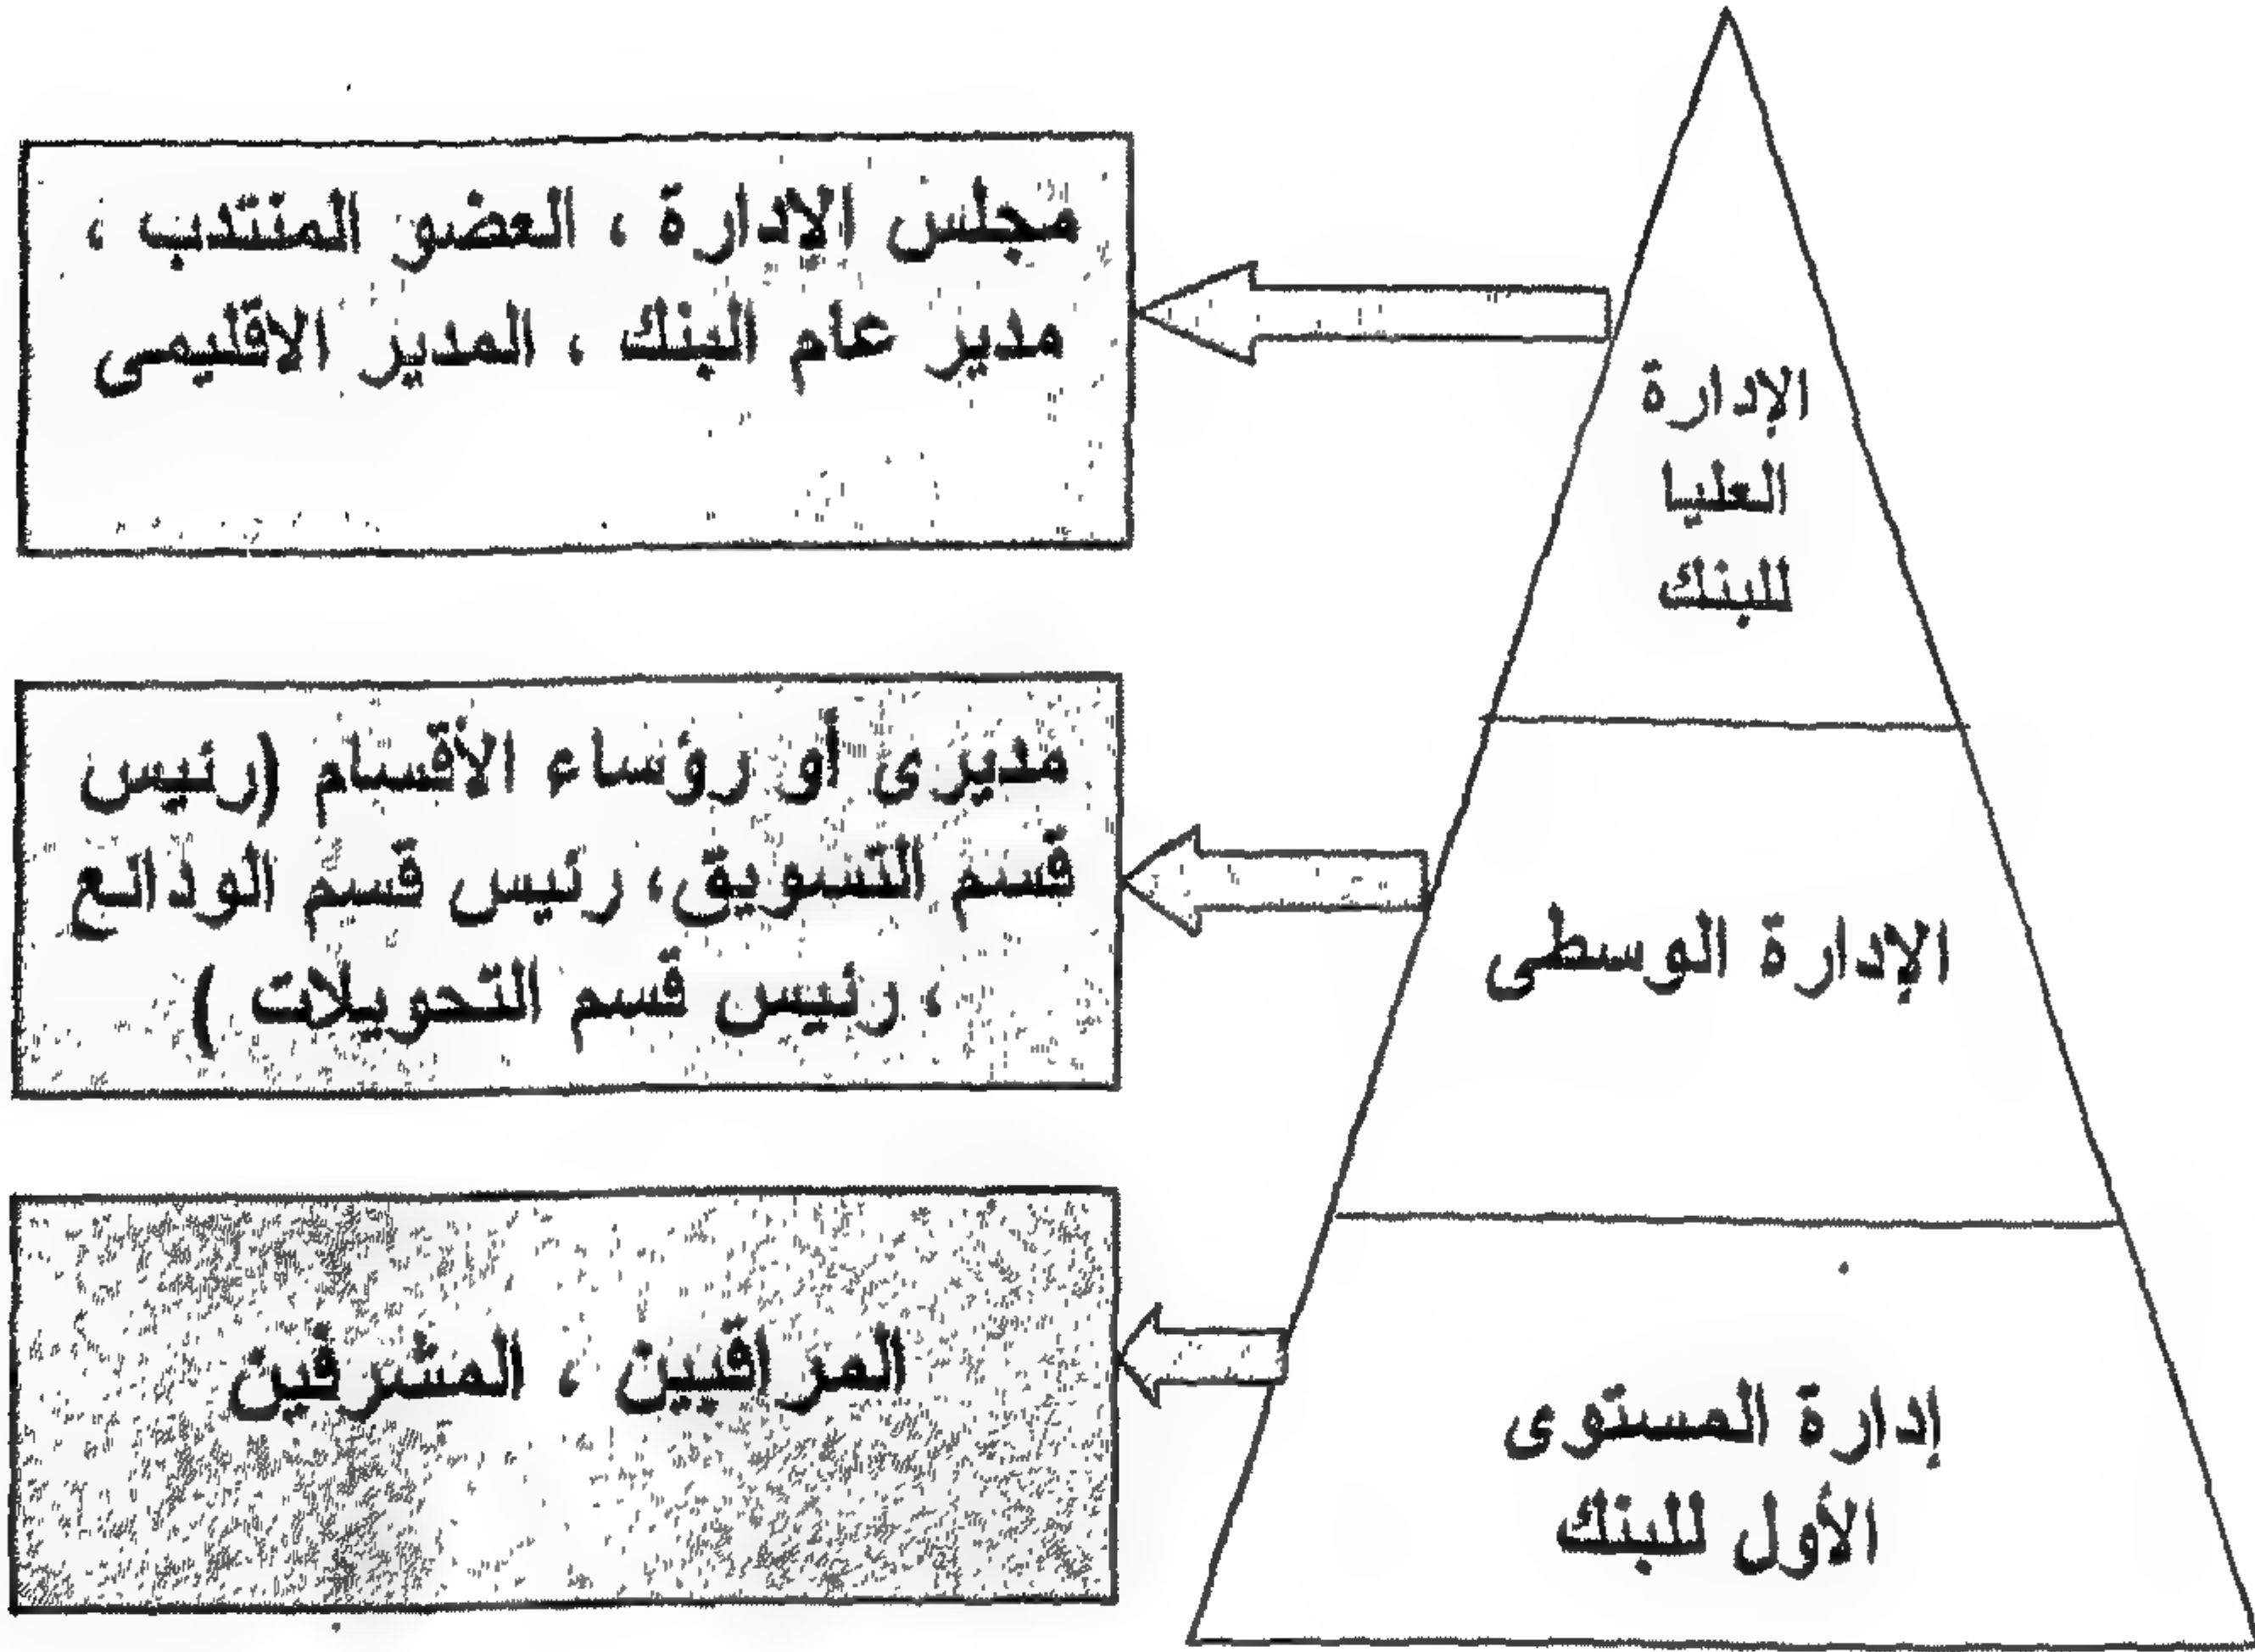 الإدارة
العليا
للبنك
مجلس الإدارة ، العضو المنتدب ،
مدير عام البنك ، المدير الاقليمى
الإدارة الوسطى
مديرى أو رؤساء الأقسام (رئيس
قسم التسويق، رئيس قسم الودائع
، رئيس قسم التحويلات )
إدارة المستوى
الأول للبنك
المراقبين ، المشرفين